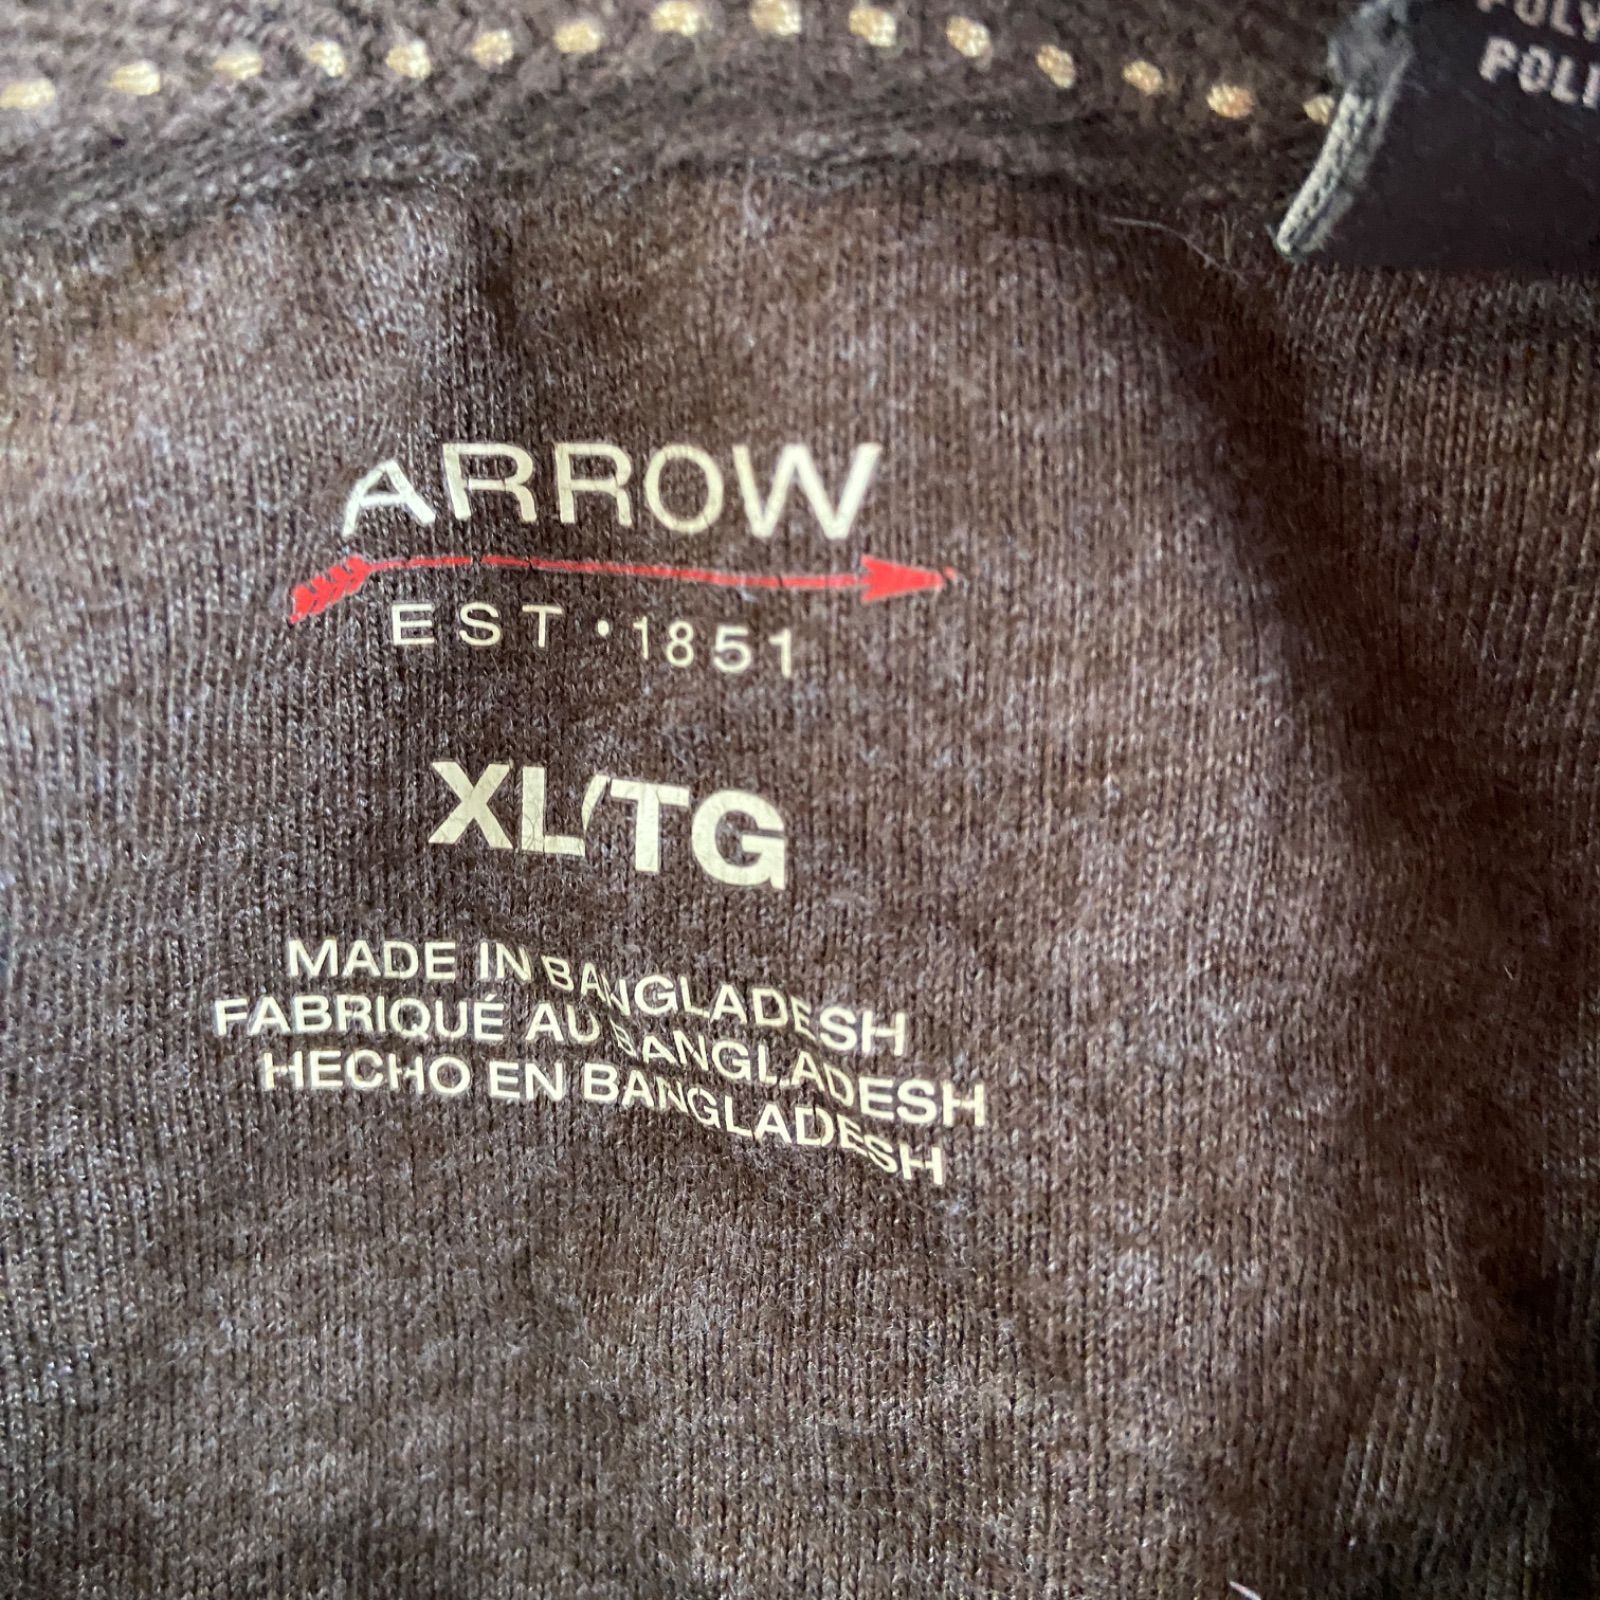 ARROW
EST • 1851
XL/TG
MADE IN BANGLADESH
FABRIQUÉ AU BANGLADESH
HECHO EN BANGLADESH